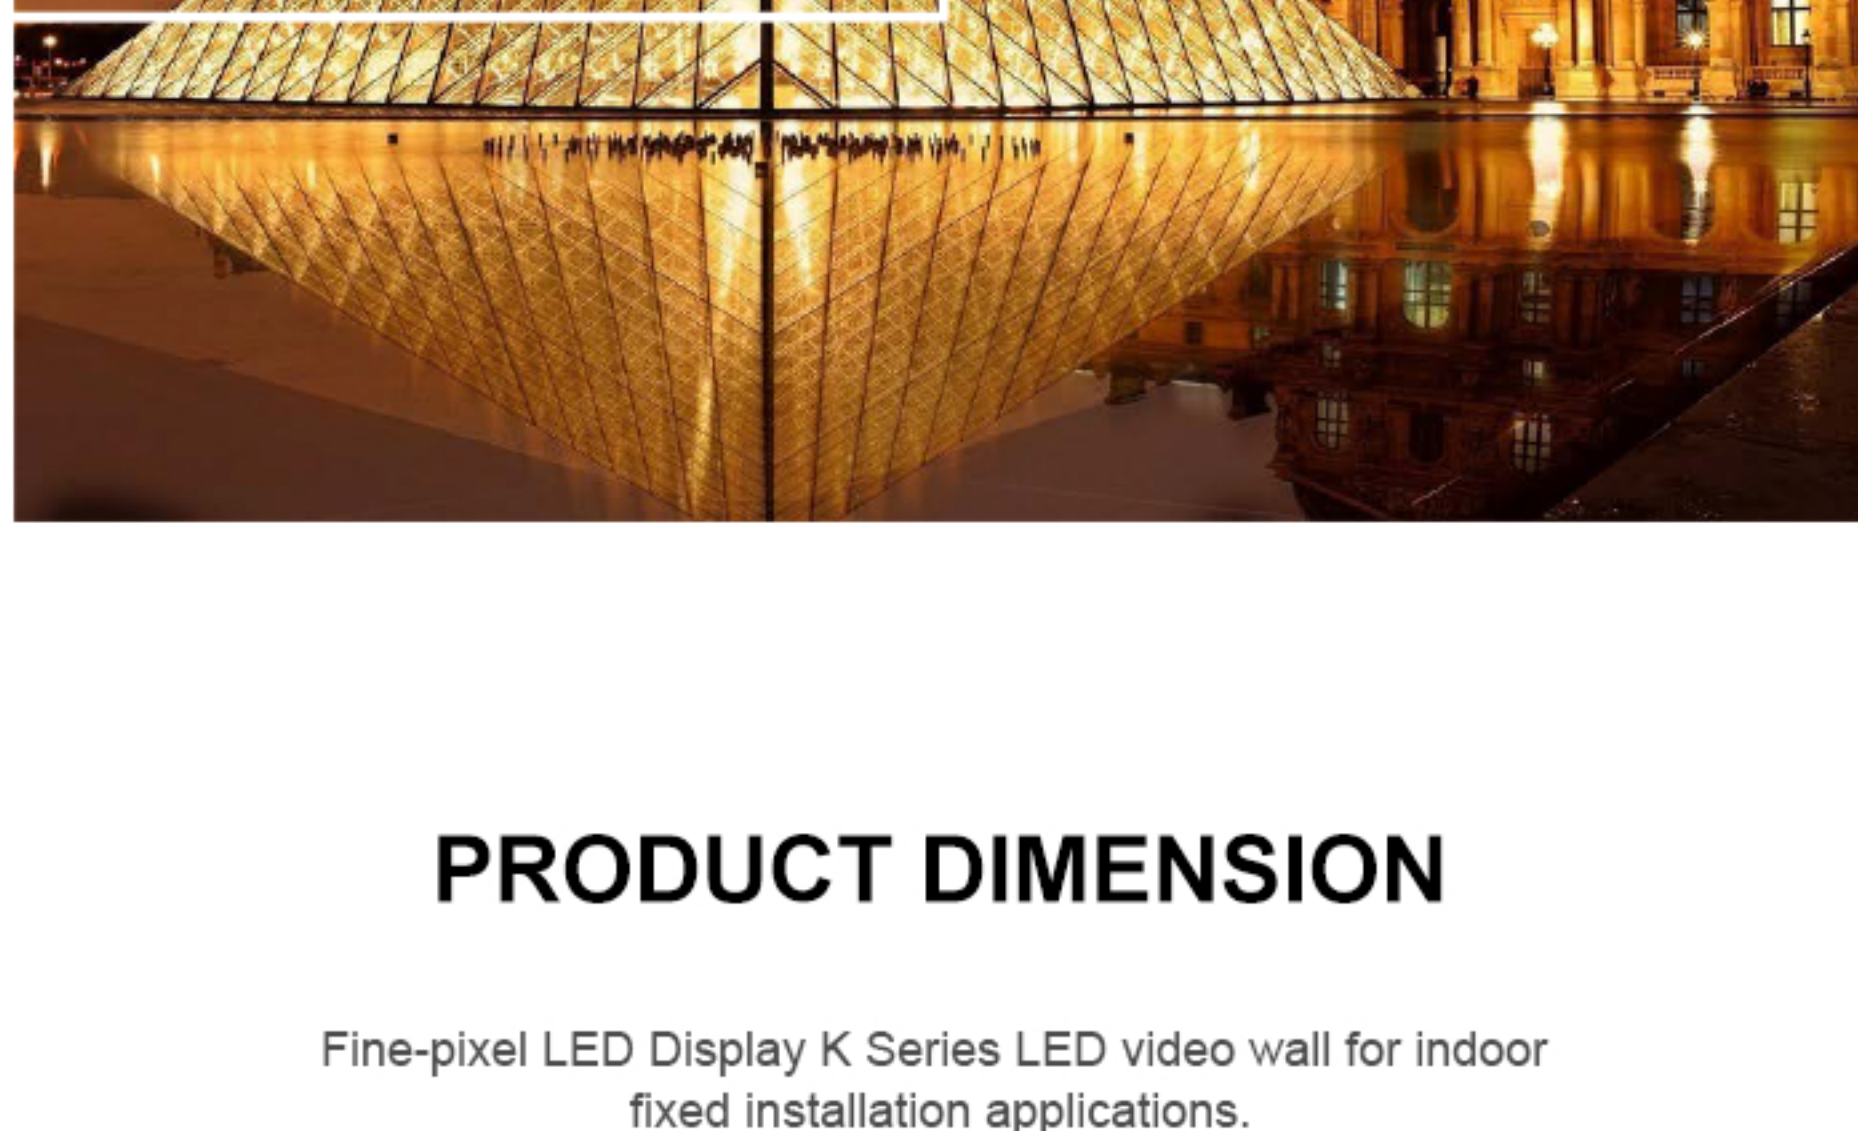 PRODUCT DIMENSION
Fine-pixel LED Display K Series LED video wall for indoor
fixed installation applications.